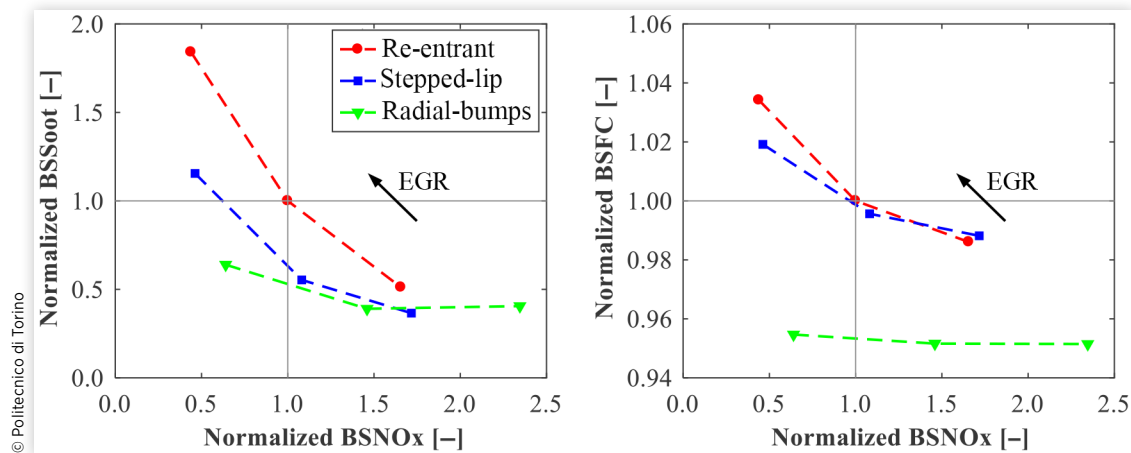 © Politecnico di Torino
Normalized BSSoot [–]
2.0
1.5
1.0
0.5
0.0
Re-entrant
Stepped-lip
Radial-bumps
EGR
0.0 0.5 1.0 1.5 2.0 2.5
Normalized BSNOx [–]
Normalized BSFC [–]
1.06
1.04
1.02
1.00
0.98
0.96
0.94
EGR
0.0 0.5 1.0 1.5 2.0 2.5
Normalized BSNOx [–]